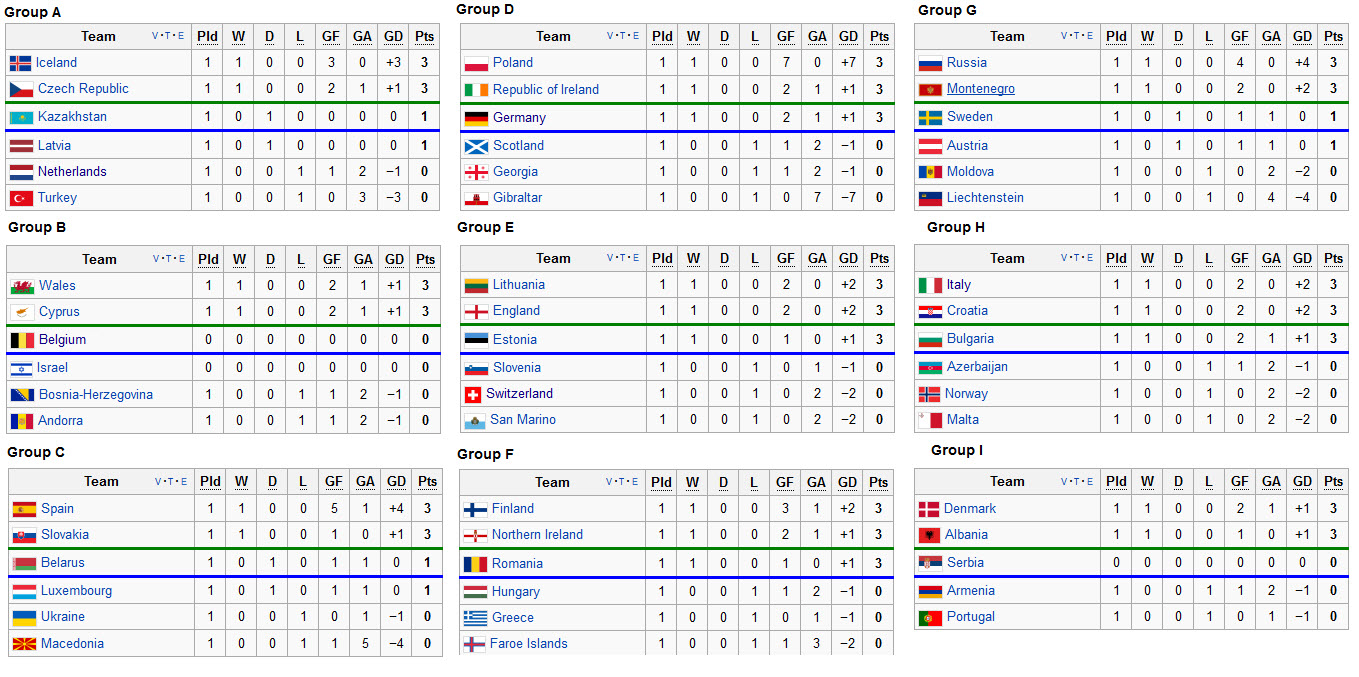 Group A
Team V · T · E Pld W D L GF GA GD Pts
Iceland 1 1 0 0 3 0 +3 3
Czech Republic 1 1 0 0 2 1 +1 3
Kazakhstan 1 0 1 0 0 0 0 1
Latvia 1 0 1 0 0 0 0 1
Netherlands 1 0 0 1 1 2 −1 0
Turkey 1 0 0 1 0 3 −3 0
Group B
Team V · T · E Pld W D L GF GA GD Pts
Wales 1 1 0 0 2 1 +1 3
Cyprus 1 1 0 0 2 1 +1 3
Belgium 0 0 0 0 0 0 0 0
Israel 0 0 0 0 0 0 0 0
Bosnia-Herzegovina 1 0 0 1 1 2 −1 0
Andorra 1 0 0 1 1 2 −1 0
Group C
Team V · T · E Pld W D L GF GA GD Pts
Spain 1 1 0 0 5 1 +4 3
Slovakia 1 1 0 0 1 0 +1 3
Belarus 1 0 1 0 1 1 0 1
Luxembourg 1 0 1 0 1 1 0 1
Ukraine 1 0 0 1 0 1 −1 0
Macedonia 1 0 0 1 1 5 −4 0
Group D
Team V · T · E Pld W D L GF GA GD Pts
Poland 1 1 0 0 7 0 +7 3
Republic of Ireland 1 1 0 0 2 1 +1 3
Germany 1 1 0 0 2 1 +1 3
Scotland 1 0 0 1 1 2 −1 0
Georgia 1 0 0 1 1 2 −1 0
Gibraltar 1 0 0 1 0 7 −7 0
Group E
Team V · T · E Pld W D L GF GA GD Pts
Lithuania 1 1 0 0 2 0 +2 3
England 1 1 0 0 2 0 +2 3
Estonia 1 1 0 0 1 0 +1 3
Slovenia 1 0 0 1 0 1 −1 0
Switzerland 1 0 0 1 0 2 −2 0
San Marino 1 0 0 1 0 2 −2 0
Group F
Team V · T · E Pld W D L GF GA GD Pts
Finland 1 1 0 0 3 1 +2 3
Northern Ireland 1 1 0 0 2 1 +1 3
Romania 1 1 0 0 1 0 +1 3
Hungary 1 0 0 1 1 2 −1 0
Greece 1 0 0 1 0 1 −1 0
Faroe Islands 1 0 0 1 1 3 −2 0
Group G
Team V · T · E Pld W D L GF GA GD Pts
Russia 1 1 0 0 4 0 +4 3
Montenegro 1 1 0 0 2 0 +2 3
Sweden 1 0 1 0 1 1 0 1
Austria 1 0 1 0 1 1 0 1
Moldova 1 0 0 1 0 2 −2 0
Liechtenstein 1 0 0 1 0 4 −4 0
Group H
Team V · T · E Pld W D L GF GA GD Pts
Italy 1 1 0 0 2 0 +2 3
Croatia 1 1 0 0 2 0 +2 3
Bulgaria 1 1 0 0 2 1 +1 3
Azerbaijan 1 0 0 1 1 2 −1 0
Norway 1 0 0 1 0 2 −2 0
Malta 1 0 0 1 0 2 −2 0
Group I
Team V · T · E Pld W D L GF GA GD Pts
Denmark 1 1 0 0 2 1 +1 3
Albania 1 1 0 0 1 0 +1 3
Serbia 0 0 0 0 0 0 0 0
Armenia 1 0 0 1 1 2 −1 0
Portugal 1 0 0 1 0 1 −1 0